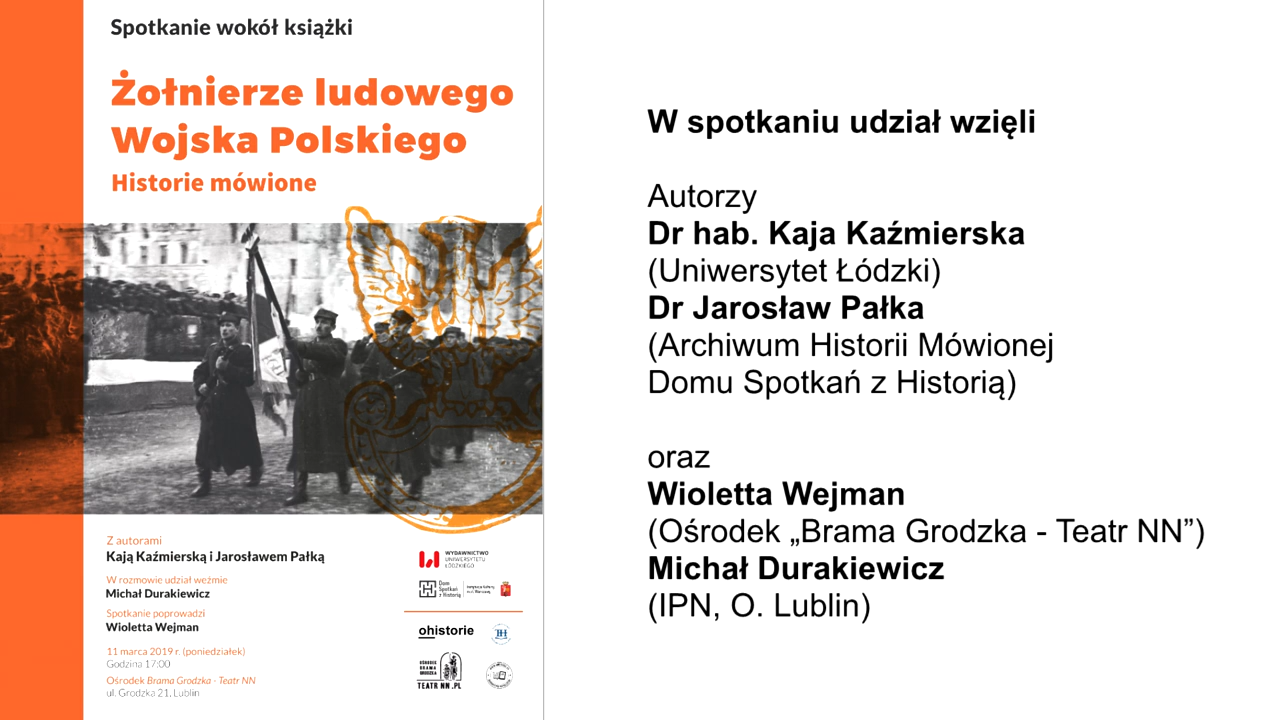 Spotkanie wokół książki
Żołnierze ludowego
Wojska Polskiego
Historie mówione
Z autorami
Kają Kaźmierską i Jarosławem Pałką
W rozmowie udział weźmie
Michał Durakiewicz
Spotkanie poprowadzi
Wioletta Wejman
11 marca 2019 r. (poniedziałek)
Godzina 17:00
Ośrodek Brama Grodzka - Teatr NN
ul. Grodzka 21, Lublin
WYDAWNICTWO
UNIWERSYTETU
ŁÓDZKIEGO
Dom
Spotkań
z Historią
ohistorie
OŚRODEK
BRAMA
GRODZKA
TEATR NN .PL
W spotkaniu udział wzięli
Autorzy
Dr hab. Kaja Kaźmierska
(Uniwersytet Łódzki)
Dr Jarosław Pałka
(Archiwum Historii Mówionej
Domu Spotkań z Historią)
oraz
Wioletta Wejman
(Ośrodek „Brama Grodzka - Teatr NN”)
Michał Durakiewicz
(IPN, O. Lublin)